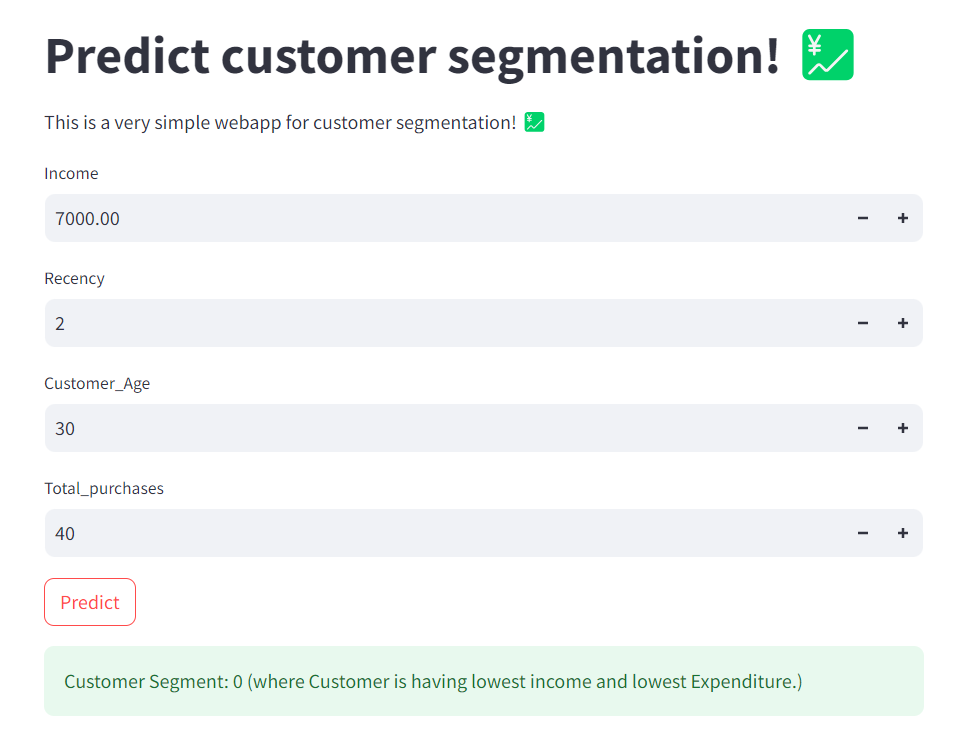 Predict customer segmentation! 💹
This is a very simple webapp for customer segmentation! 💹
Income
7000.00 − +
Recency
2 − +
Customer_Age
30 − +
Total_purchases
40 − +
Predict
Customer Segment: 0 (where Customer is having lowest income and lowest Expenditure.)